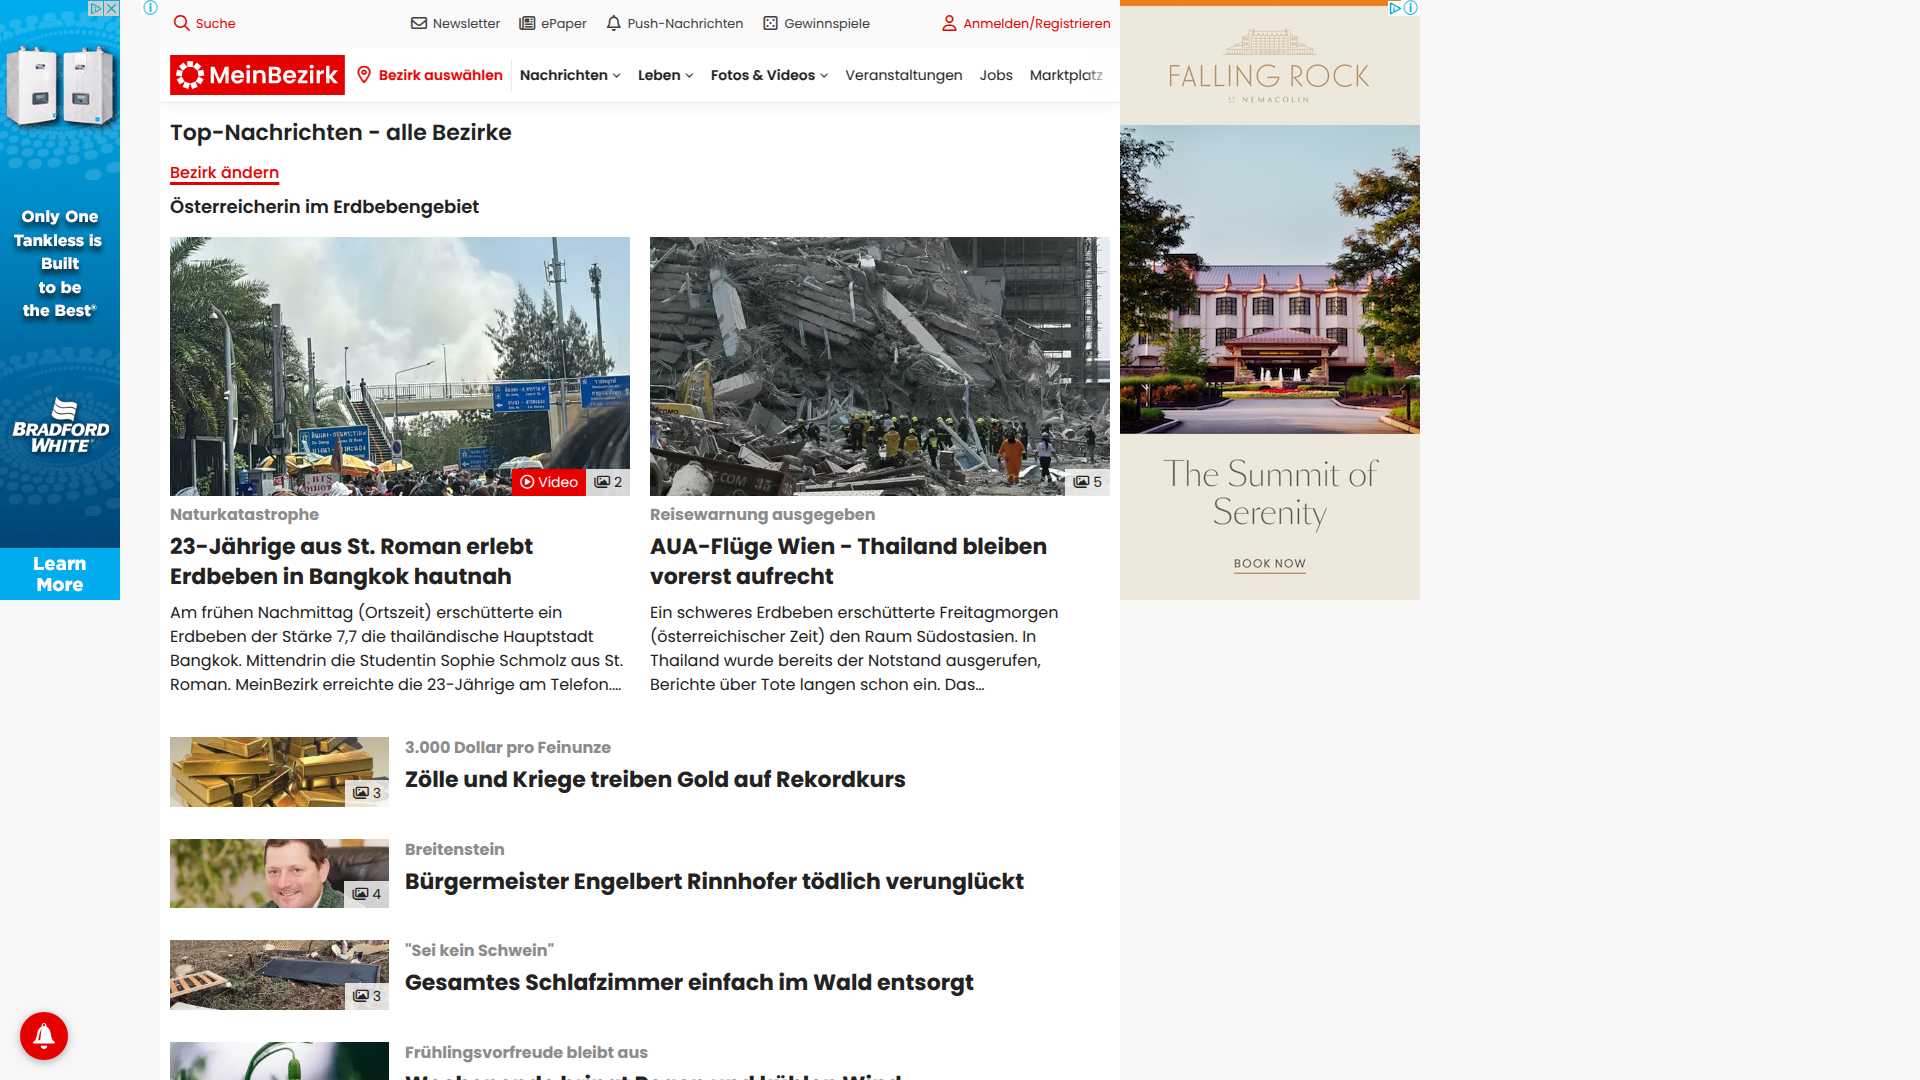 Suche
Newsletter
ePaper
Push-Nachrichten
Gewinnspiele
Anmelden/Registrieren
MeinBezirk
Bezirk auswählen
Nachrichten
Leben
Fotos & Videos
Veranstaltungen
Jobs
Marktplatz
Top-Nachrichten - alle Bezirke
Bezirk ändern
Österreicherin im Erdbebengebiet
Video
2
Naturkatastrophe
23-Jährige aus St. Roman erlebt
Erdbeben in Bangkok hautnah
Am frühen Nachmittag (Ortszeit) erschütterte ein
Erdbeben der Stärke 7,7 die thailändische Hauptstadt
Bangkok. Mittendrin die Studentin Sophie Schmolz aus St.
Roman. MeinBezirk erreichte die 23-Jährige am Telefon....
5
Reisewarnung ausgegeben
AUA-Flüge Wien - Thailand bleiben
vorerst aufrecht
Ein schweres Erdbeben erschütterte Freitagmorgen
(österreichischer Zeit) den Raum Südostasien. In
Thailand wurde bereits der Notstand ausgerufen,
Berichte über Tote langen schon ein. Das...
3
3.000 Dollar pro Feinunze
Zölle und Kriege treiben Gold auf Rekordkurs
4
Breitenstein
Bürgermeister Engelbert Rinnhofer tödlich verunglückt
3
"Sei kein Schwein"
Gesamtes Schlafzimmer einfach im Wald entsorgt
Frühlingsvorfreude bleibt aus
Wochenende bringt Regen und kühlen Wind
Only One
Tankless is
Built
to be
the Best®
BRADFORD
WHITE
Learn
More
FALLING ROCK
NEMACOLIN
The Summit of
Serenity
BOOK NOW